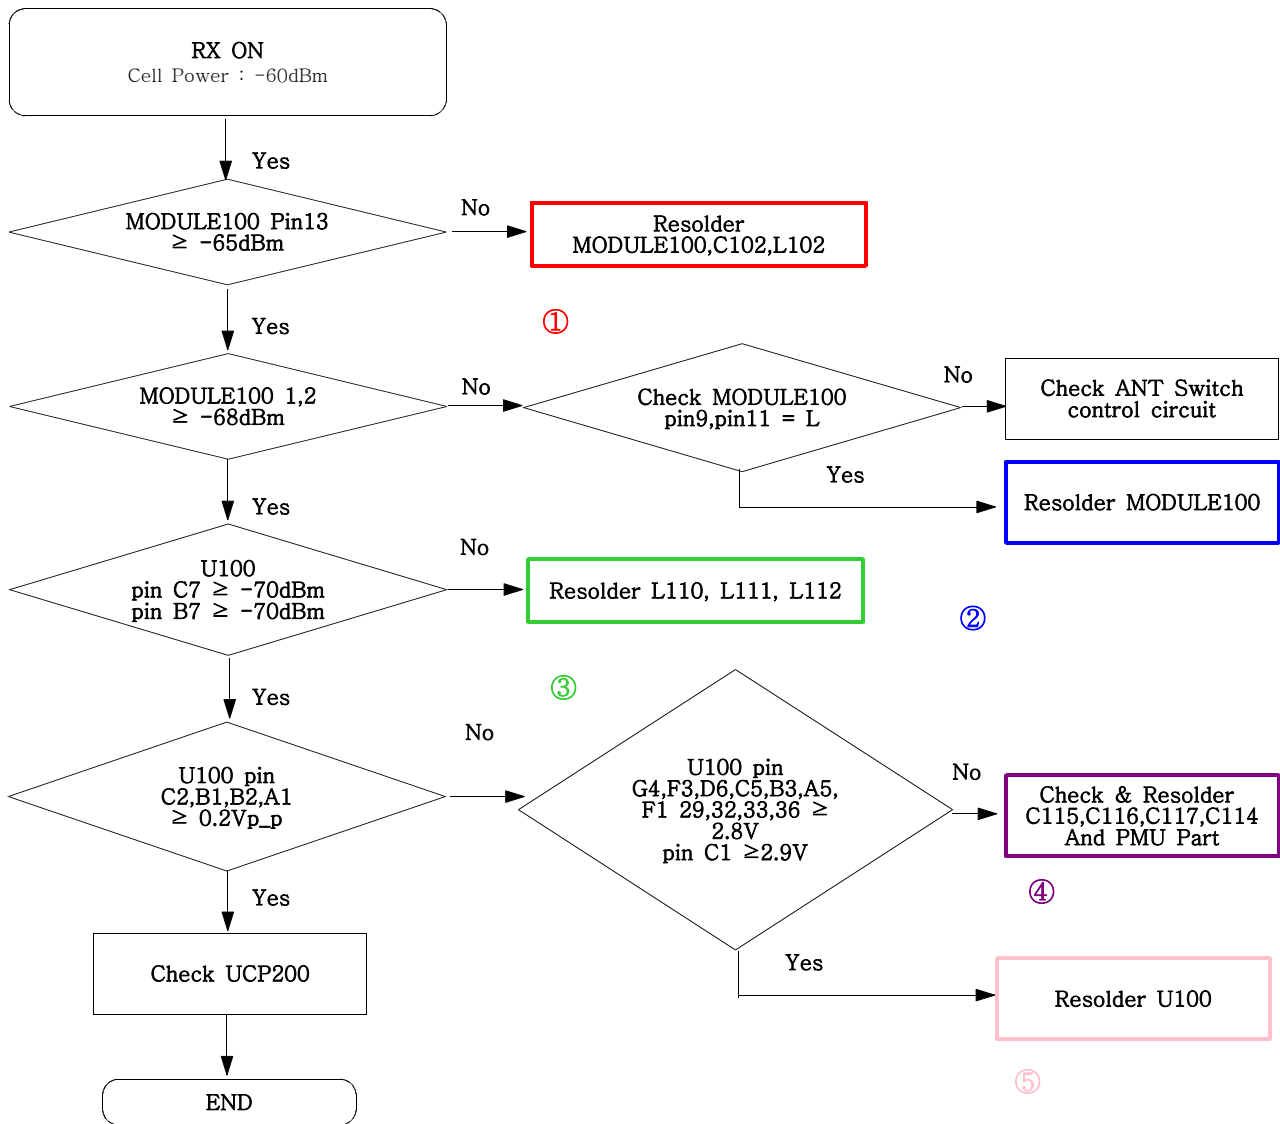 RX ON
Cell Power : -60dBm
Yes
MODULE100 Pin13
≥ -65dBm
No
Resolder
MODULE100,C102,L102
①
Yes
MODULE100 1,2
≥ -68dBm
No
Check MODULE100
pin9,pin11 = L
No
Check ANT Switch
control circuit
Yes
Resolder MODULE100
②
Yes
U100
pin C7 ≥ -70dBm
pin B7 ≥ -70dBm
No
Resolder L110, L111, L112
③
Yes
U100 pin
C2,B1,B2,A1
≥ 0.2Vp_p
No
U100 pin
G4,F3,D6,C5,B3,A5,
F1 29,32,33,36 ≥
2.8V
pin C1 ≥2.9V
No
Check & Resolder
C115,C116,C117,C114
And PMU Part
④
Yes
Resolder U100
⑤
Yes
Check UCP200
END